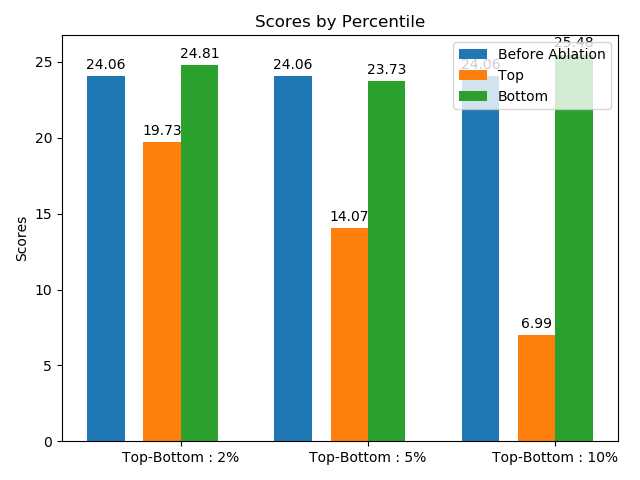 Scores by Percentile
Before Ablation
Top
Bottom
24.06
19.73
24.81
24.06
14.07
23.73
24.06
6.99
25.48
Scores
25
20
15
10
5
0
Top-Bottom : 2%
Top-Bottom : 5%
Top-Bottom : 10%